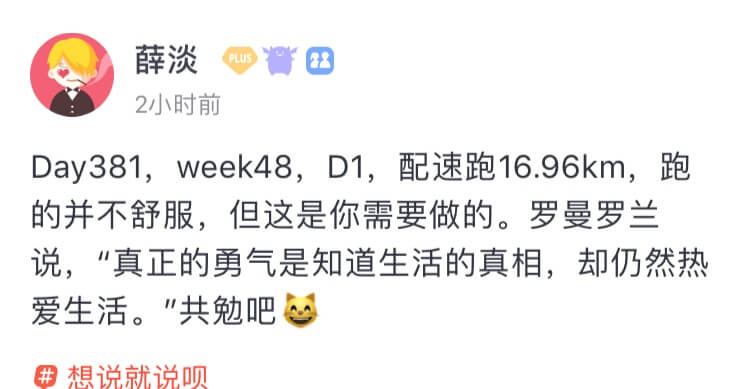 薛淡 PLUS
2小时前
Day381，week48，D1，配速跑16.96km，跑
的并不舒服，但这是你需要做的。罗曼罗兰
说，“真正的勇气是知道生活的真相，却仍然热
爱生活。”共勉吧😸
# 想说就说呗